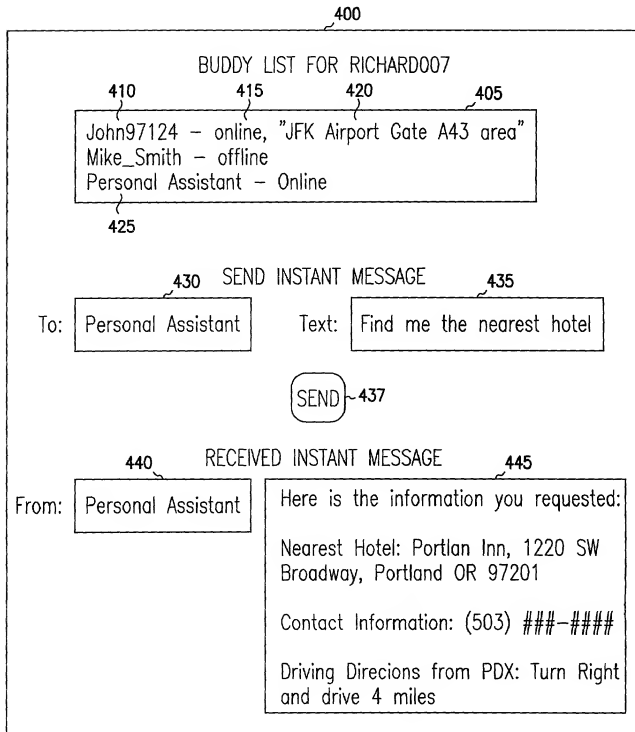 400
BUDDY LIST FOR RICHARD007
410 415 420 405
John97124 – online, "JFK Airport Gate A43 area"
Mike_Smith – offline
Personal Assistant – Online
425
SEND INSTANT MESSAGE
430 435
To: Personal Assistant Text: Find me the nearest hotel
SEND 437
RECEIVED INSTANT MESSAGE
440 445
From: Personal Assistant
Here is the information you requested:
Nearest Hotel: Portlan Inn, 1220 SW
Broadway, Portland OR 97201
Contact Information: (503) ###–####
Driving Direcions from PDX: Turn Right
and drive 4 miles